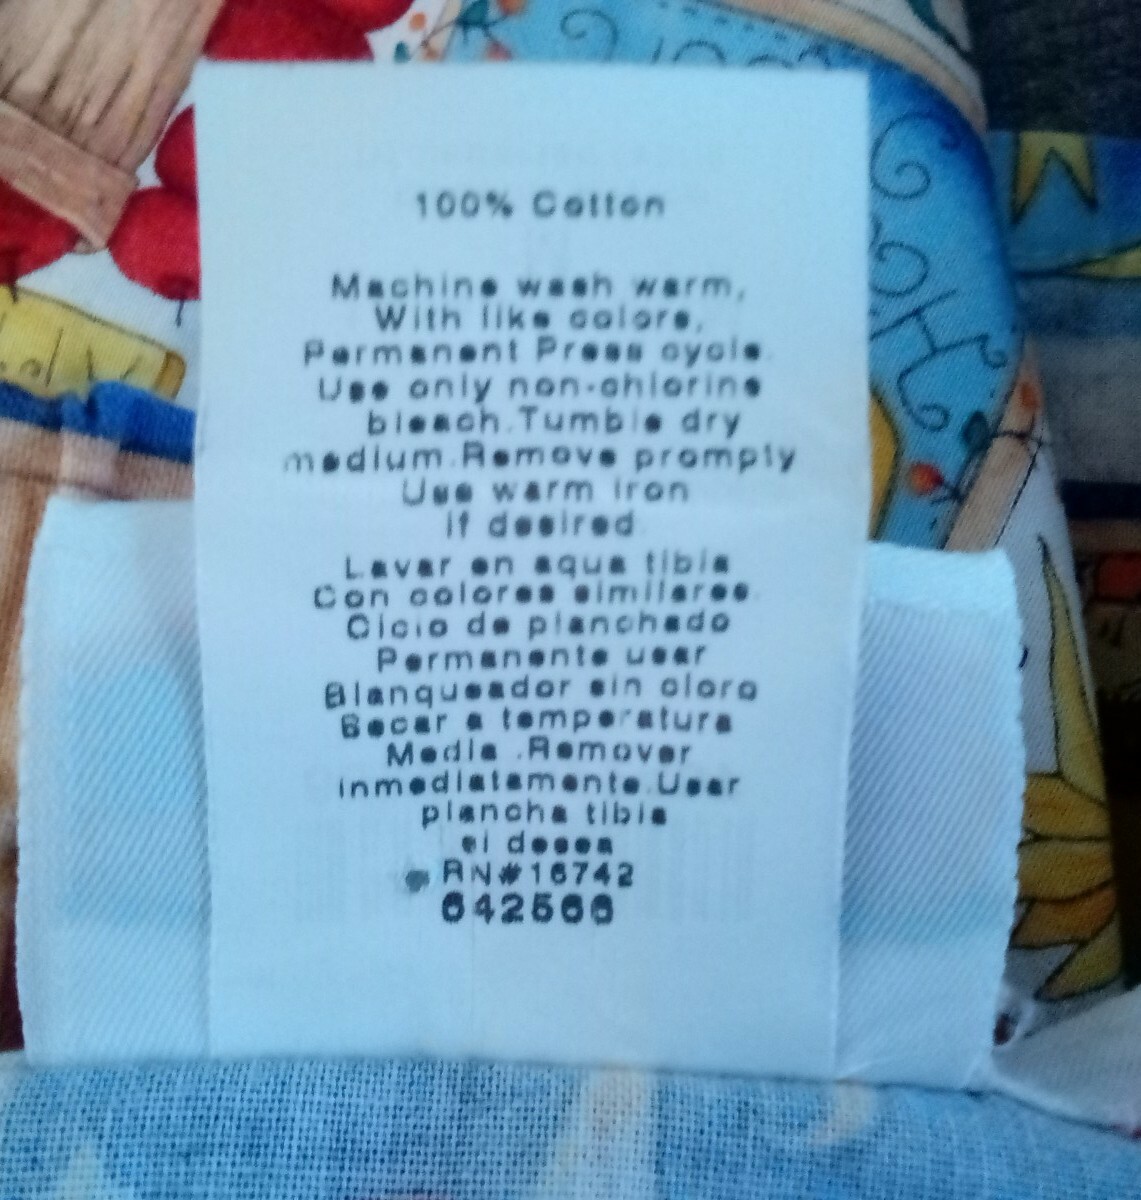 100% Cotton
Machine wash warm,
With like colors,
Permanent Press cycle.
Use only non-chlorine
bleach.Tumble dry
medium.Remove promply
Use warm iron
if desired.
Lavar en aqua tibia
Con colores similares.
Ciclo de planchado
Permanente usar
Blanqueador sin cloro
Secar a temperatura
Media .Remover
inmediatamente.Usar
plancha tibia
si desea
RN#16742
642566